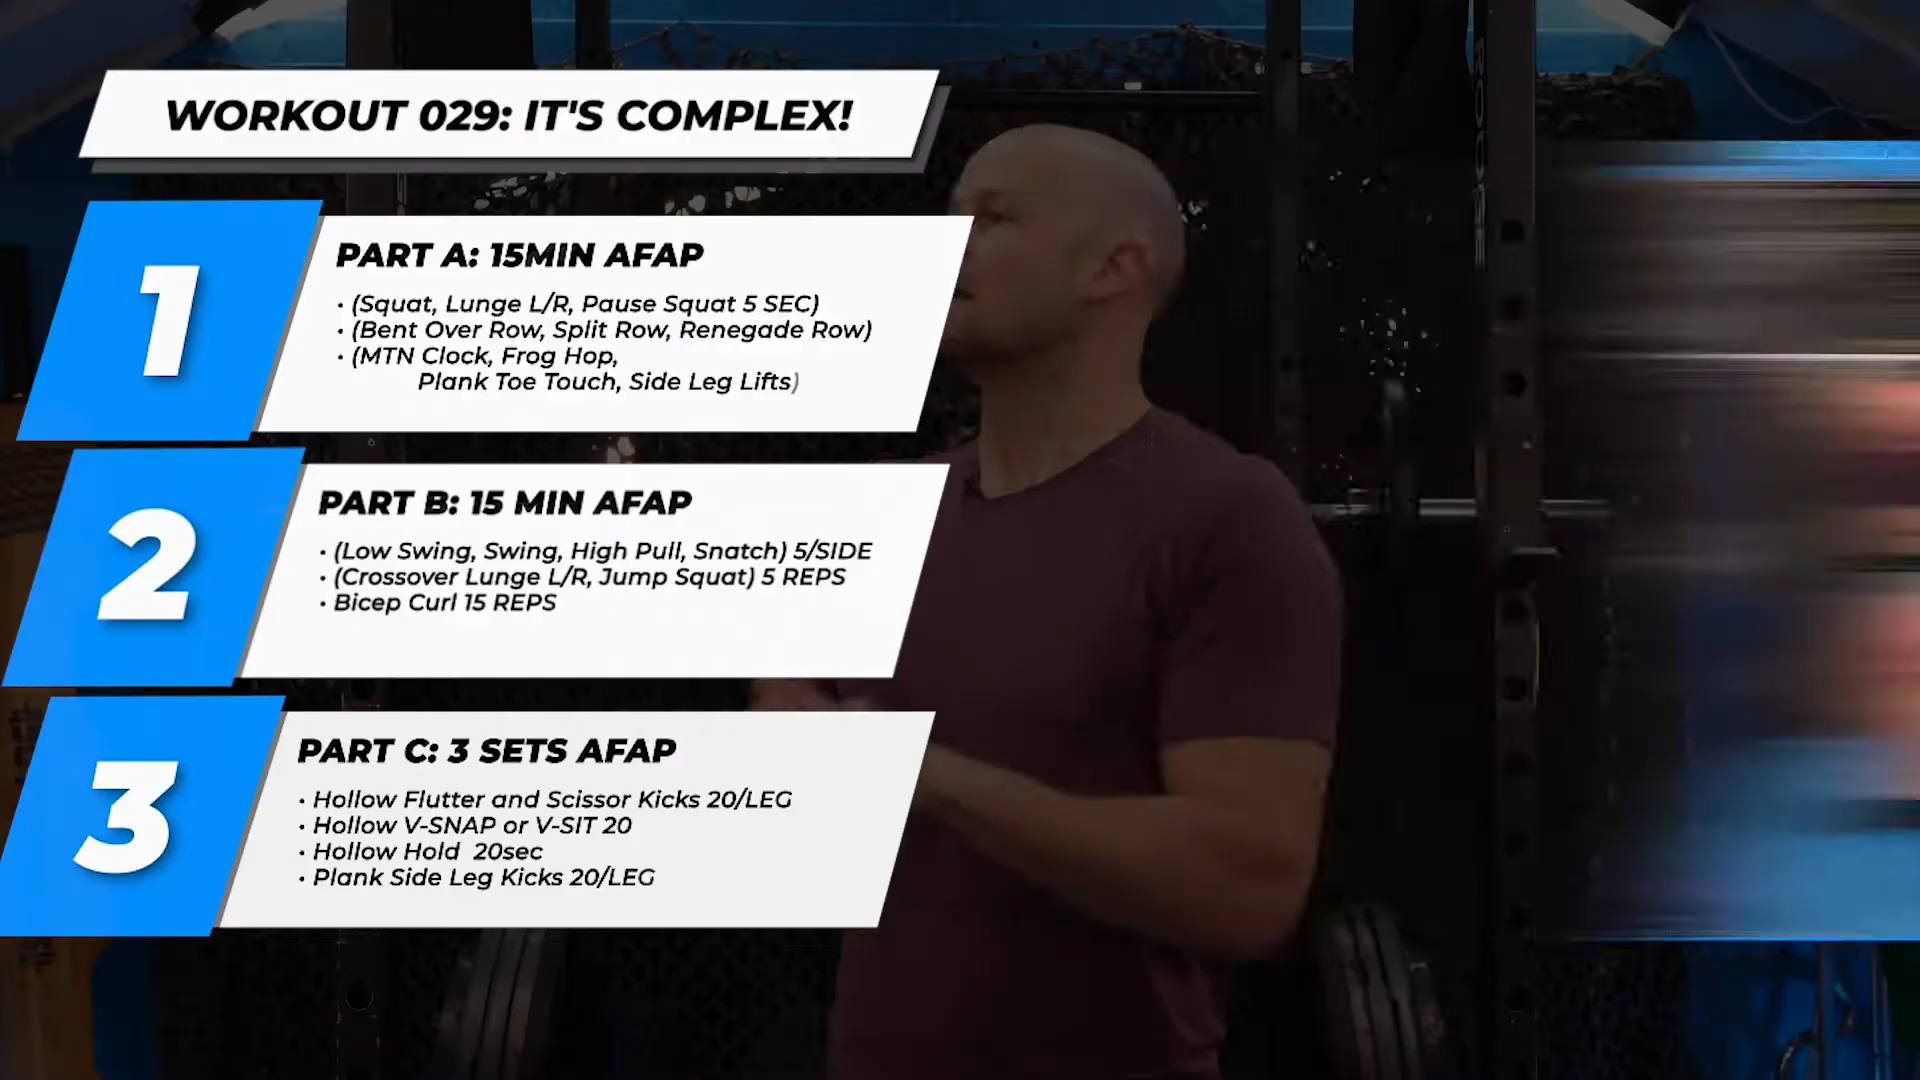 WORKOUT 029: IT'S COMPLEX!
1
PART A: 15MIN AFAP
• (Squat, Lunge L/R, Pause Squat 5 SEC)
• (Bent Over Row, Split Row, Renegade Row)
• (MTN Clock, Frog Hop,
Plank Toe Touch, Side Leg Lifts)
2
PART B: 15 MIN AFAP
• (Low Swing, Swing, High Pull, Snatch) 5/SIDE
• (Crossover Lunge L/R, Jump Squat) 5 REPS
• Bicep Curl 15 REPS
3
PART C: 3 SETS AFAP
• Hollow Flutter and Scissor Kicks 20/LEG
• Hollow V-SNAP or V-SIT 20
• Hollow Hold 20sec
• Plank Side Leg Kicks 20/LEG